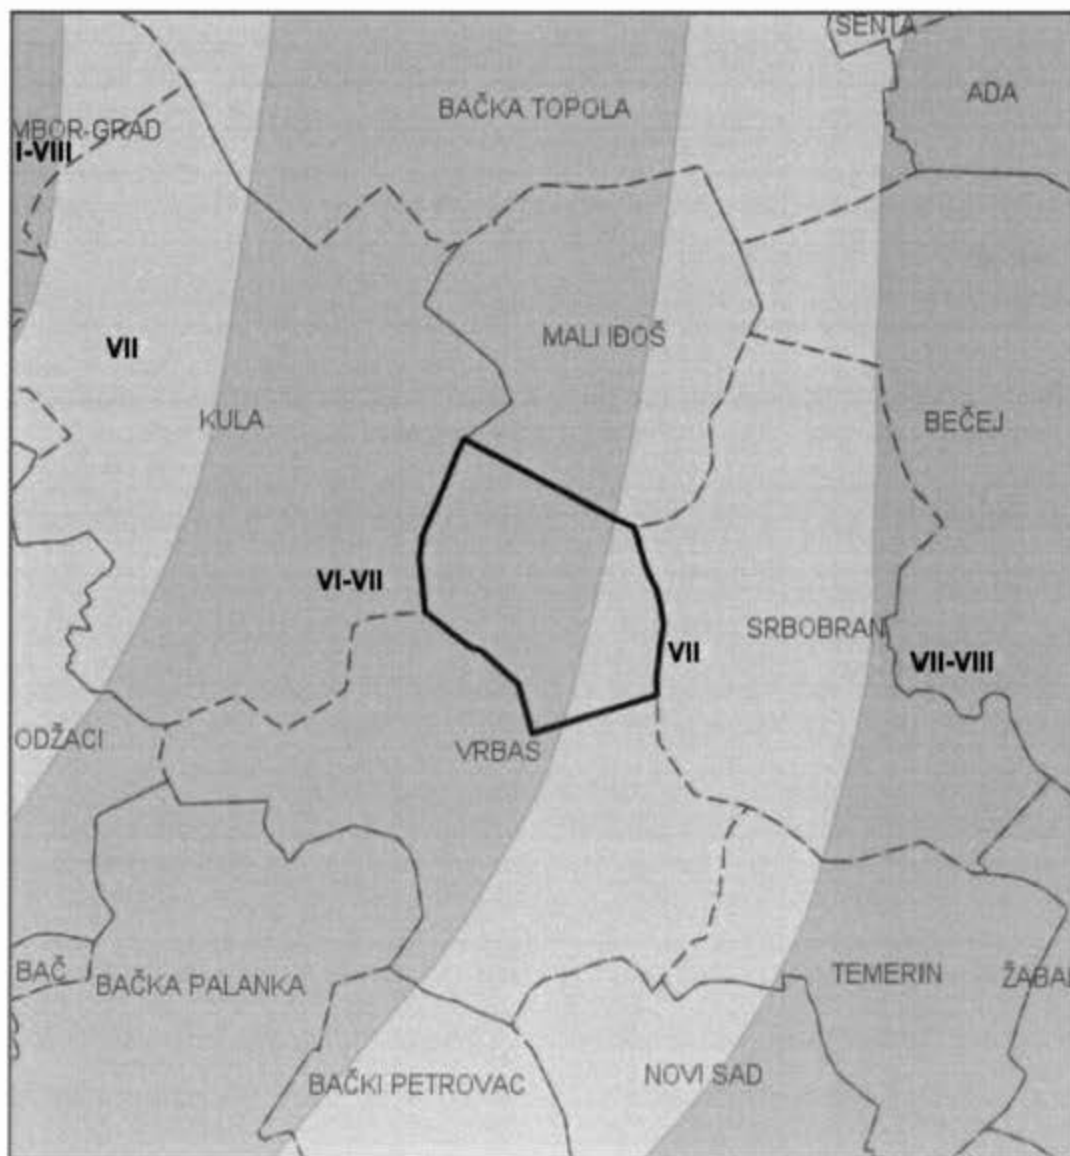 SENTA
ADA
BAČKA TOPOLA
MBOR-GRAD
I-VIII
MALI IĐOŠ
VII
KULA
BEČEJ
VI-VII
SRBOBRAN
VII
VII-VIII
ODŽACI
VRBAS
BAČ
BAČKA PALANKA
TEMERIN
ŽABAL
BAČKI PETROVAC
NOVI SAD